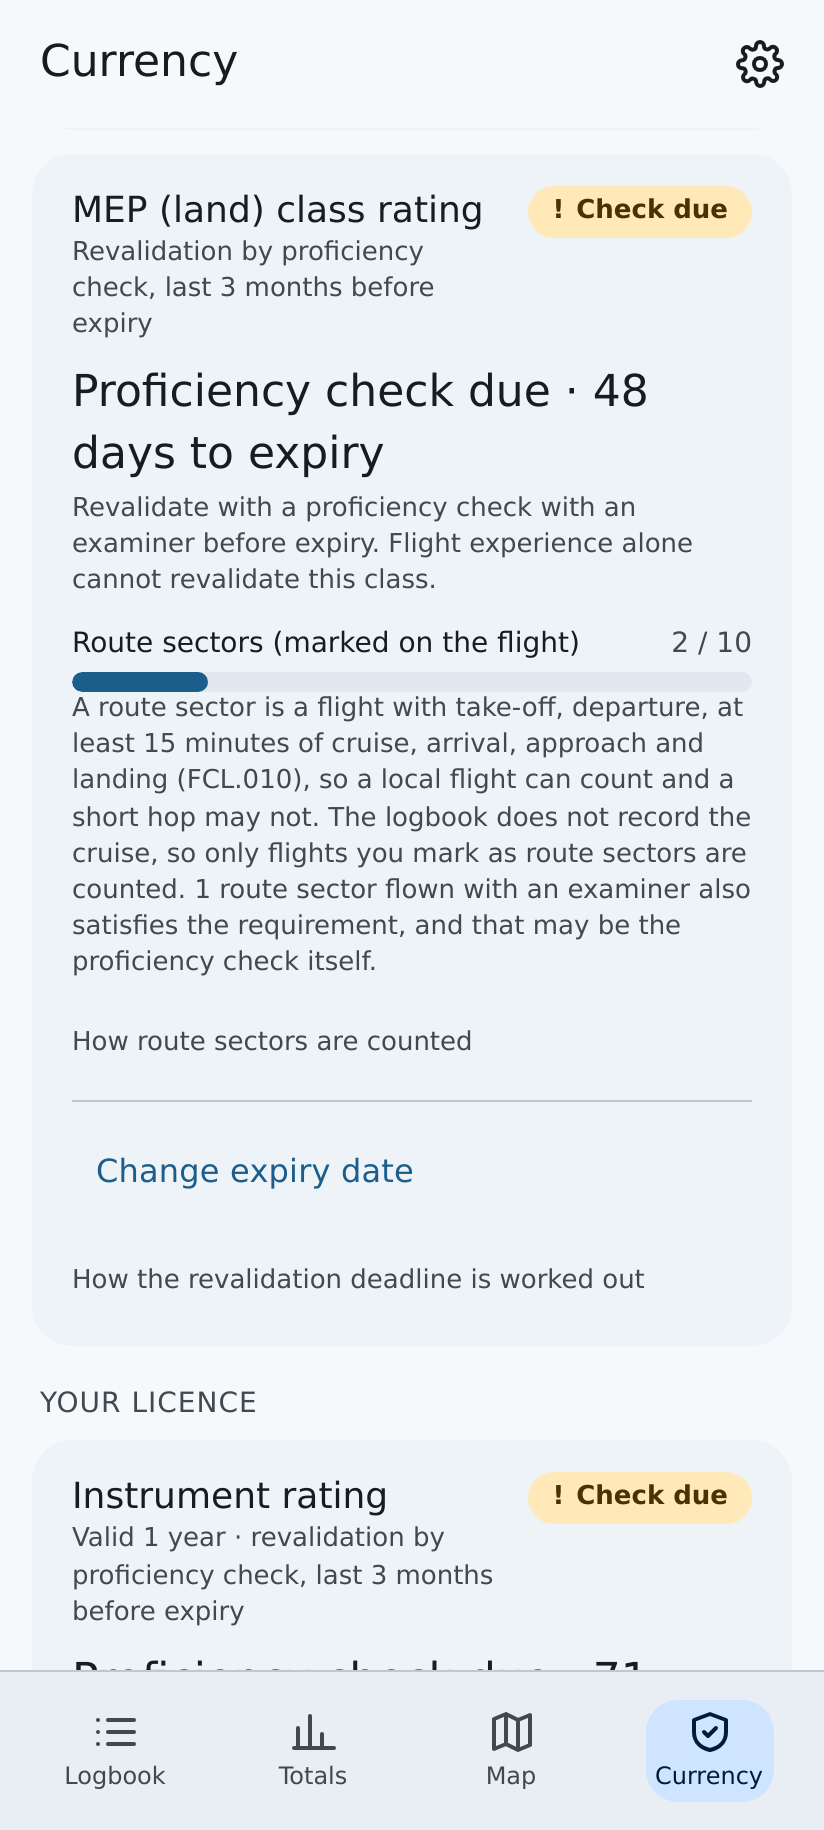 Currency
MEP (land) class rating
! Check due
Revalidation by proficiency
check, last 3 months before
expiry
Proficiency check due · 48
days to expiry
Revalidate with a proficiency check with an
examiner before expiry. Flight experience alone
cannot revalidate this class.
Route sectors (marked on the flight) 2 / 10
A route sector is a flight with take-off, departure, at
least 15 minutes of cruise, arrival, approach and
landing (FCL.010), so a local flight can count and a
short hop may not. The logbook does not record the
cruise, so only flights you mark as route sectors are
counted. 1 route sector flown with an examiner also
satisfies the requirement, and that may be the
proficiency check itself.
How route sectors are counted
Change expiry date
How the revalidation deadline is worked out
YOUR LICENCE
Instrument rating
! Check due
Valid 1 year · revalidation by
proficiency check, last 3 months
before expiry
Proficiency check due · 71
Logbook
Totals
Map
Currency